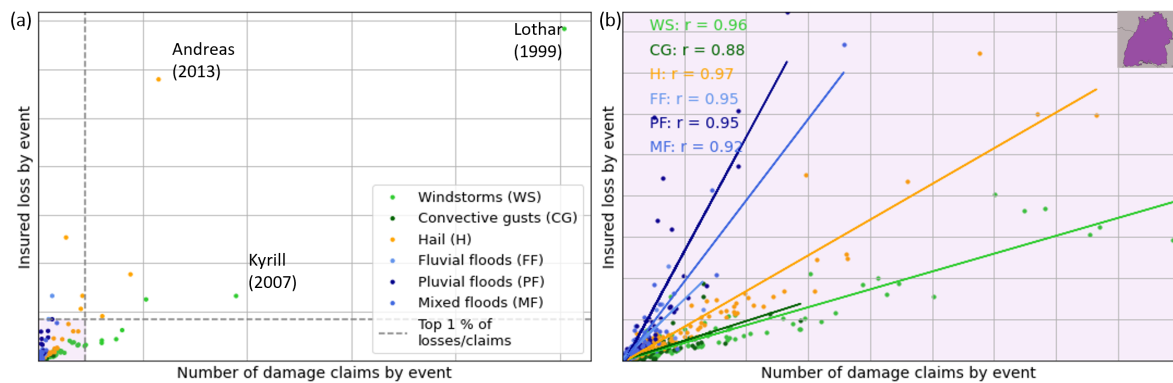 (a)
Insured loss by event
Andreas
(2013)
Lothar
(1999)
Kyrill
(2007)
Windstorms (WS)
Convective gusts (CG)
Hail (H)
Fluvial floods (FF)
Pluvial floods (PF)
Mixed floods (MF)
Top 1 % of
losses/claims
Number of damage claims by event
(b)
Insured loss by event
WS: r = 0.96
CG: r = 0.88
H: r = 0.97
FF: r = 0.95
PF: r = 0.95
MF: r = 0.92
Number of damage claims by event